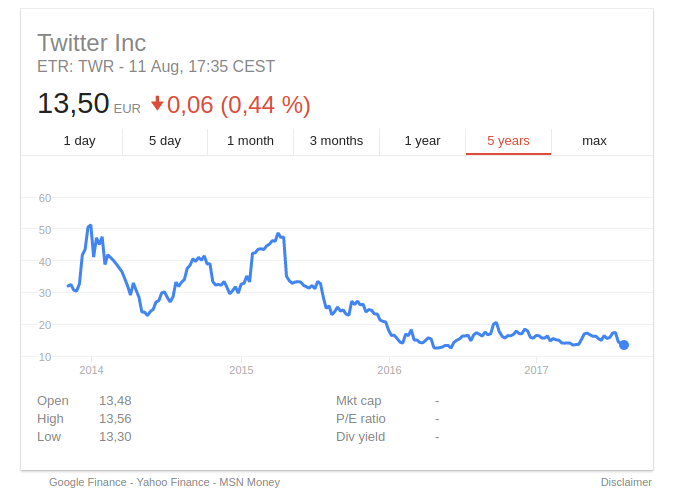 Twitter Inc
ETR: TWR - 11 Aug, 17:35 CEST
13,50 EUR 0,06 (0,44 %)
1 day 5 day 1 month 3 months 1 year 5 years max
60
50
40
30
20
10
2014 2015 2016 2017
Open 13,48 Mkt cap -
High 13,56 P/E ratio -
Low 13,30 Div yield -
Google Finance - Yahoo Finance - MSN Money Disclaimer